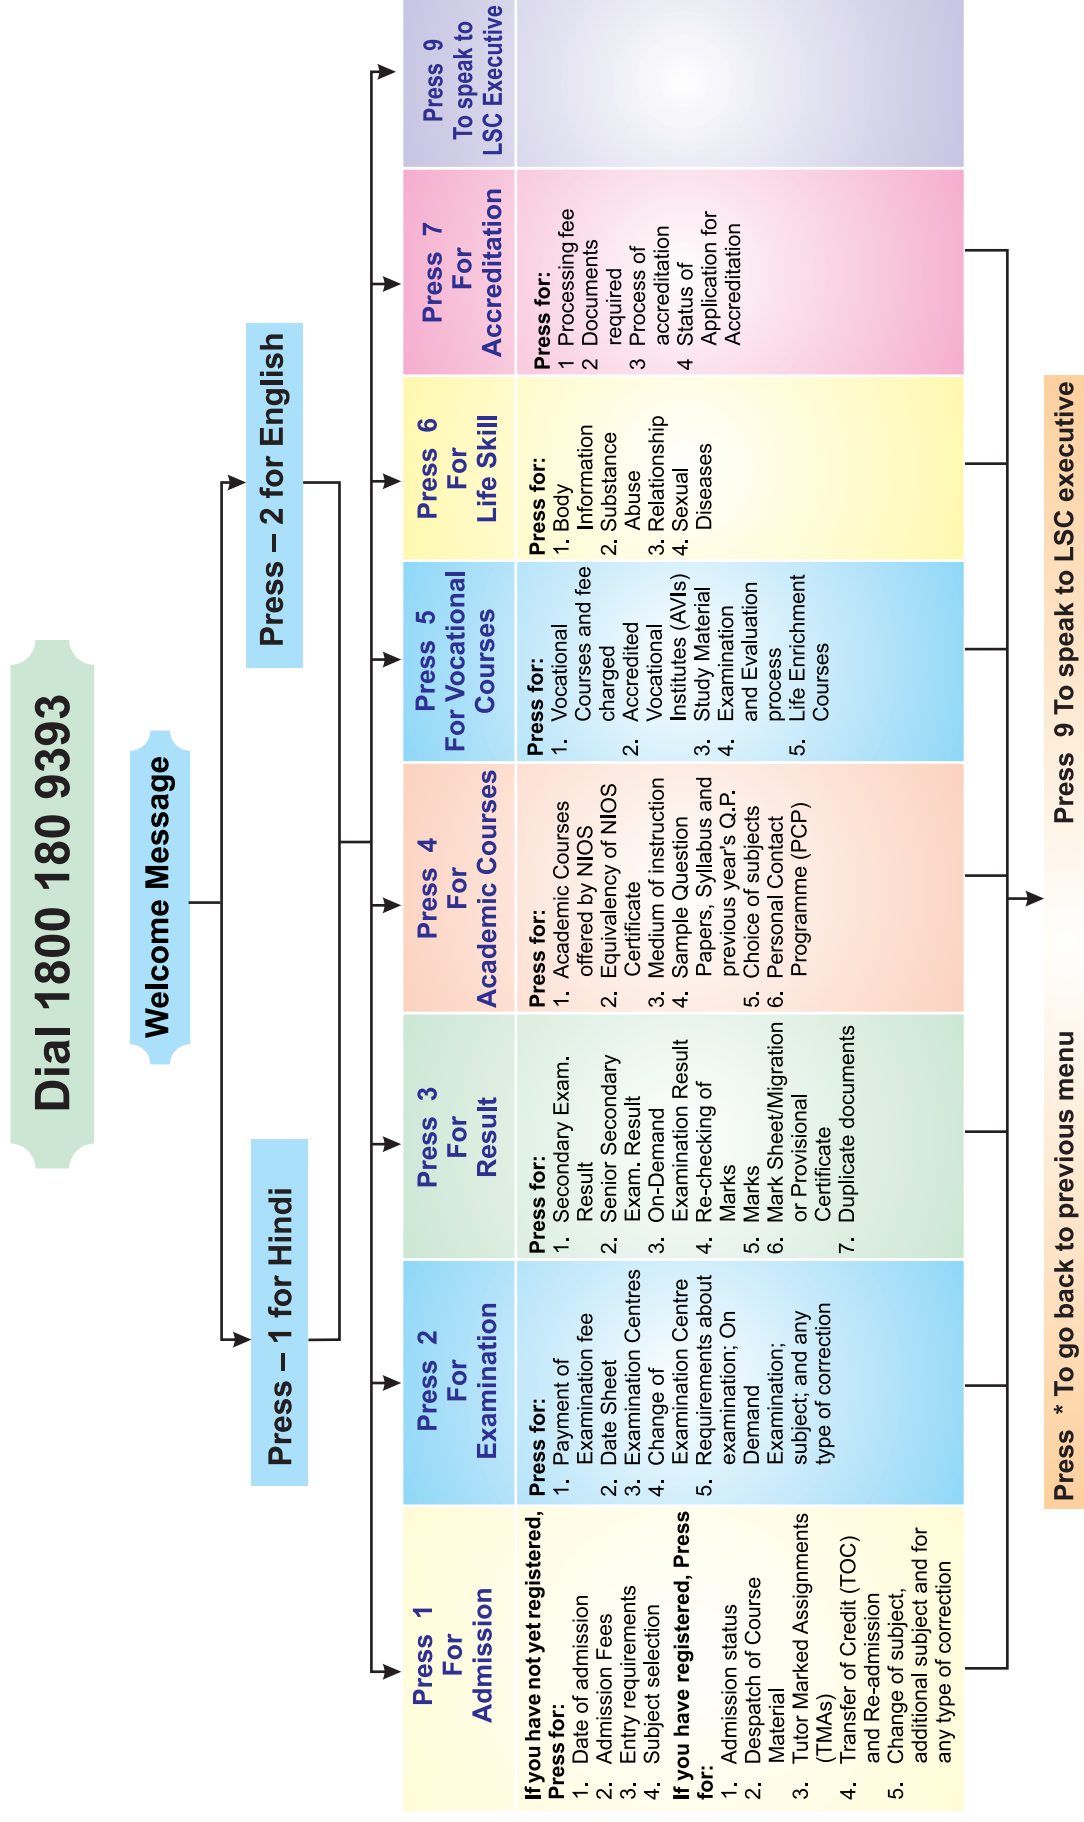 Dial 1800 180 9393
Welcome Message
Press – 1 for Hindi
Press – 2 for English
Press 1
For
Admission
If you have not yet registered,
Press for:
1. Date of admission
2. Admission Fees
3. Entry requirements
4. Subject selection
If you have registered, Press
for:
1. Admission status
2. Despatch of Course
Material
3. Tutor Marked Assignments
(TMAs)
4. Transfer of Credit (TOC)
and Re-admission
5. Change of subject,
additional subject and for
any type of correction
Press 2
For
Examination
Press for:
1. Payment of
Examination fee
2. Date Sheet
3. Examination Centres
4. Change of
Examination Centre
5. Requirements about
examination; On
Demand
Examination;
subject; and any
type of correction
Press 3
For
Result
Press for:
1. Secondary Exam.
Result
2. Senior Secondary
Exam. Result
3. On-Demand
Examination Result
4. Re-checking of
Marks
5. Marks
6. Mark Sheet/Migration
or Provisional
Certificate
7. Duplicate documents
Press 4
For
Academic Courses
Press for:
1. Academic Courses
offered by NIOS
2. Equivalency of NIOS
Certificate
3. Medium of instruction
4. Sample Question
Papers, Syllabus and
previous year's Q.P.
5. Choice of subjects
6. Personal Contact
Programme (PCP)
Press 5
For Vocational
Courses
Press for:
1. Vocational
Courses and fee
charged
2. Accredited
Vocational
Institutes (AVIs)
3. Study Material
4. Examination
and Evaluation
process
5. Life Enrichment
Courses
Press 6
For
Life Skill
Press for:
1. Body
Information
2. Substance
Abuse
3. Relationship
4. Sexual
Diseases
Press 7
For
Accreditation
Press for:
1 Processing fee
2 Documents
required
3 Process of
accreditation
4 Status of
Application for
Accreditation
Press 9
To speak to
LSC Executive
Press * To go back to previous menu
Press 9 To speak to LSC executive